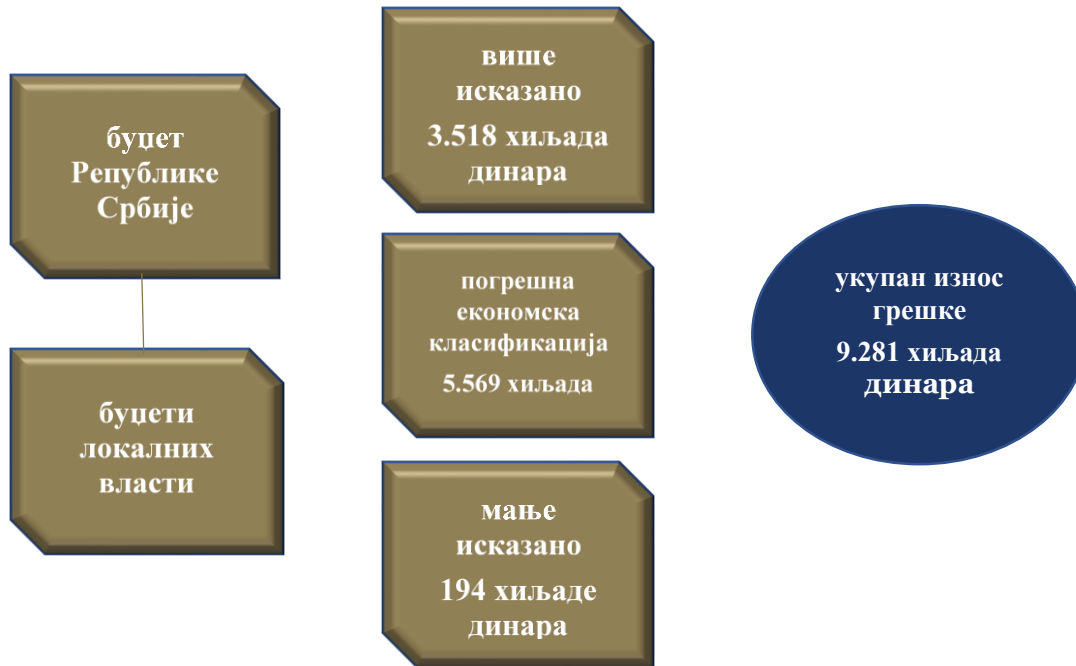 буџет
Републике
Србије
буџети
локалних
власти
више
исказано
3.518 хиљада
динара
погрешна
економска
класификација
5.569 хиљада
мање
исказано
194 хиљаде
динара
укупан износ
грешке
9.281 хиљада
динара